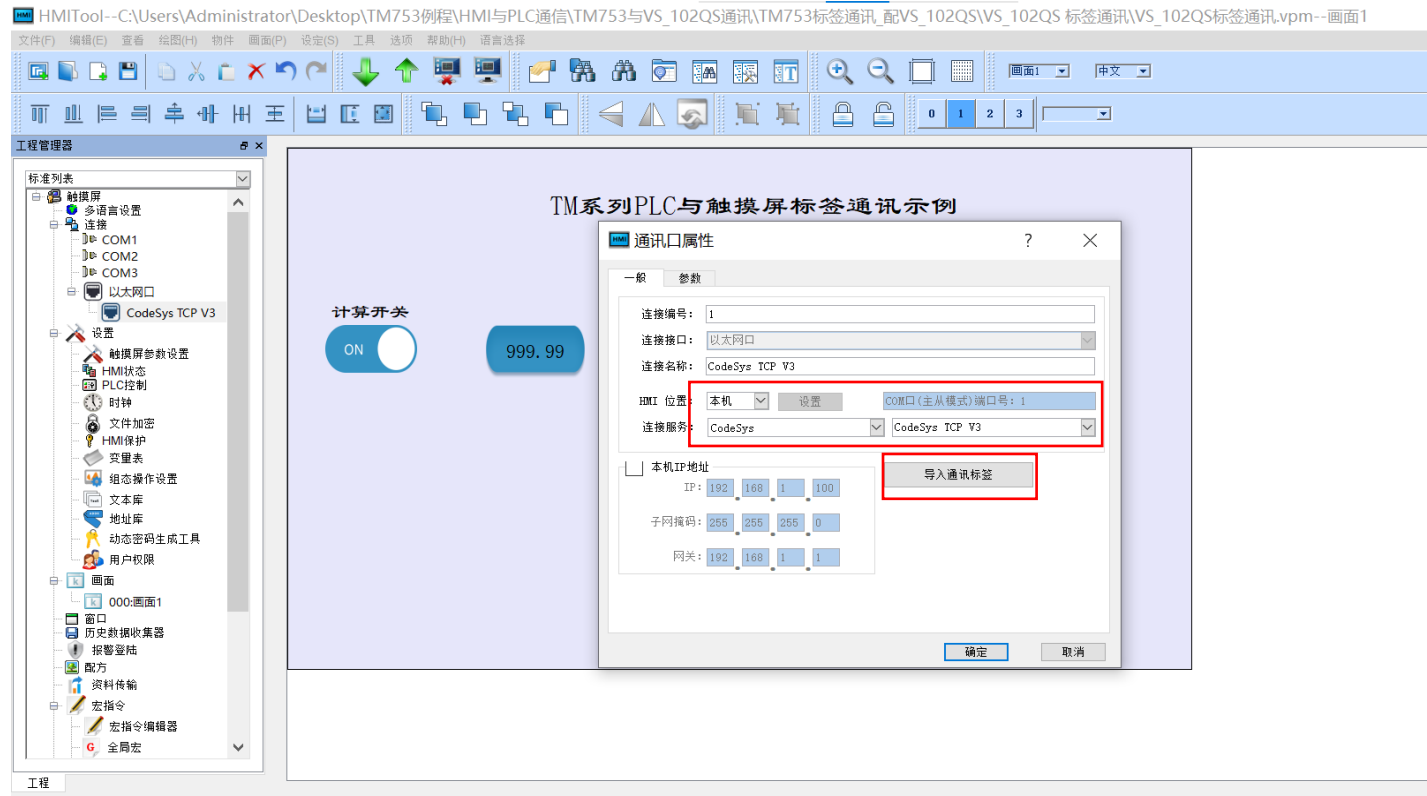 HMITool--C:\Users\Administrator\Desktop\TM753例程\HMI与PLC通信\TM753与VS_102QS通讯\TM753标签通讯_配VS_102QS\VS_102QS 标签通讯\VS_102QS标签通讯.vpm--画面1
文件(F) 编辑(E) 查看 绘图(H) 物件 画面(P) 设定(S) 工具 选项 帮助(H) 语言选择
画面1 中文
0 1 2 3
工程管理器
标准列表
触摸屏
多语言设置
连接
COM1
COM2
COM3
以太网口
CodeSys TCP V3
设置
触摸屏参数设置
HMI状态
PLC控制
时钟
文件加密
HMI保护
变量表
组态操作设置
文本库
地址库
动态密码生成工具
用户权限
画面
000:画面1
窗口
历史数据收集器
报警登陆
配方
资料传输
宏指令
宏指令编辑器
全局宏
工程
TM系列PLC与触摸屏标签通讯示例
计算开关
ON
999.99
HMI 通讯口属性 ?
一般 参数
连接编号: 1
连接接口: 以太网口
连接名称: CodeSys TCP V3
HMI 位置: 本机 设置 COM口(主从模式)端口号: 1
连接服务: CodeSys CodeSys TCP V3
本机IP地址
导入通讯标签
IP: 192 . 168 . 1 . 100
子网掩码: 255 . 255 . 255 . 0
网关: 192 . 168 . 1 . 1
确定 取消